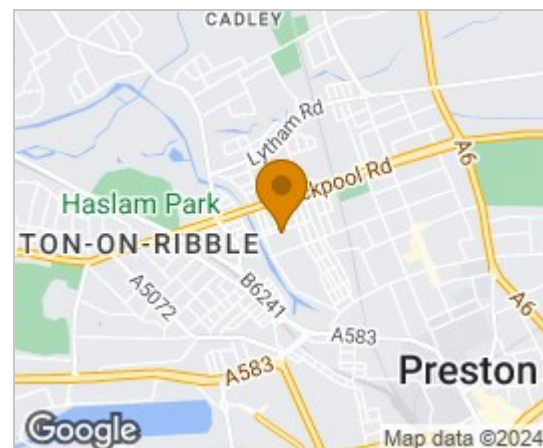 CADLEY
Lytham Rd
A6
ckpool Rd
Haslam Park
TON-ON-RIBBLE
A5072
B6241
A583
A6
A583
Preston
Google
Map data ©2024